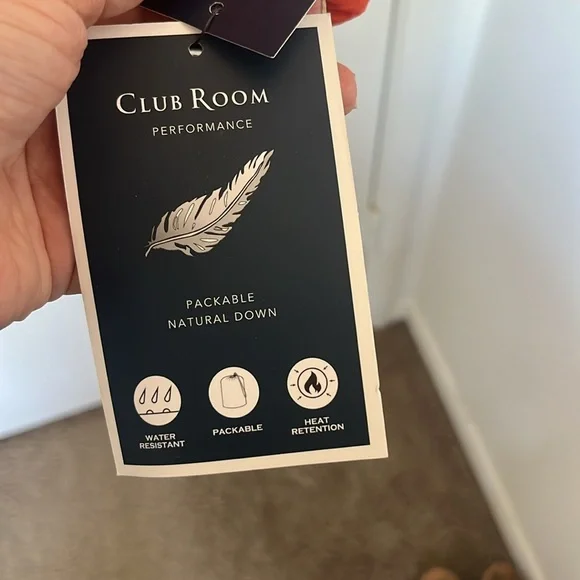 CLUB ROOM
PERFORMANCE
PACKABLE
NATURAL DOWN
WATER
RESISTANT
PACKABLE
HEAT
RETENTION